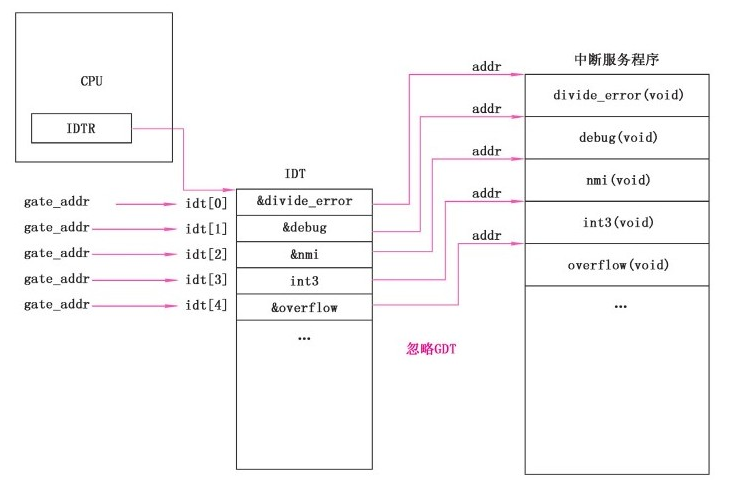 CPU
IDTR
IDT
gate_addr
idt[0]
&divide_error
gate_addr
idt[1]
&debug
gate_addr
idt[2]
&nmi
gate_addr
idt[3]
int3
gate_addr
idt[4]
&overflow
...
忽略GDT
中断服务程序
addr
divide_error(void)
addr
debug(void)
addr
nmi(void)
addr
int3(void)
addr
overflow(void)
...